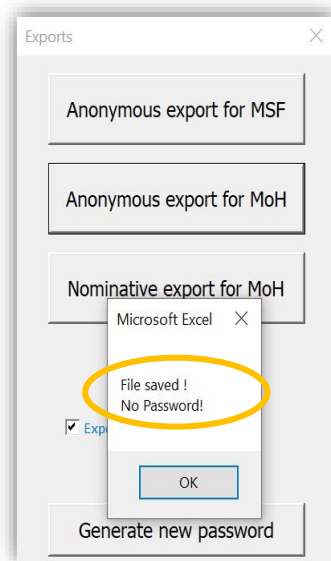 Exports
Anonymous export for MSF
Anonymous export for MoH
Nominative export for MoH
Microsoft Excel
File saved !
No Password!
OK
Generate new password